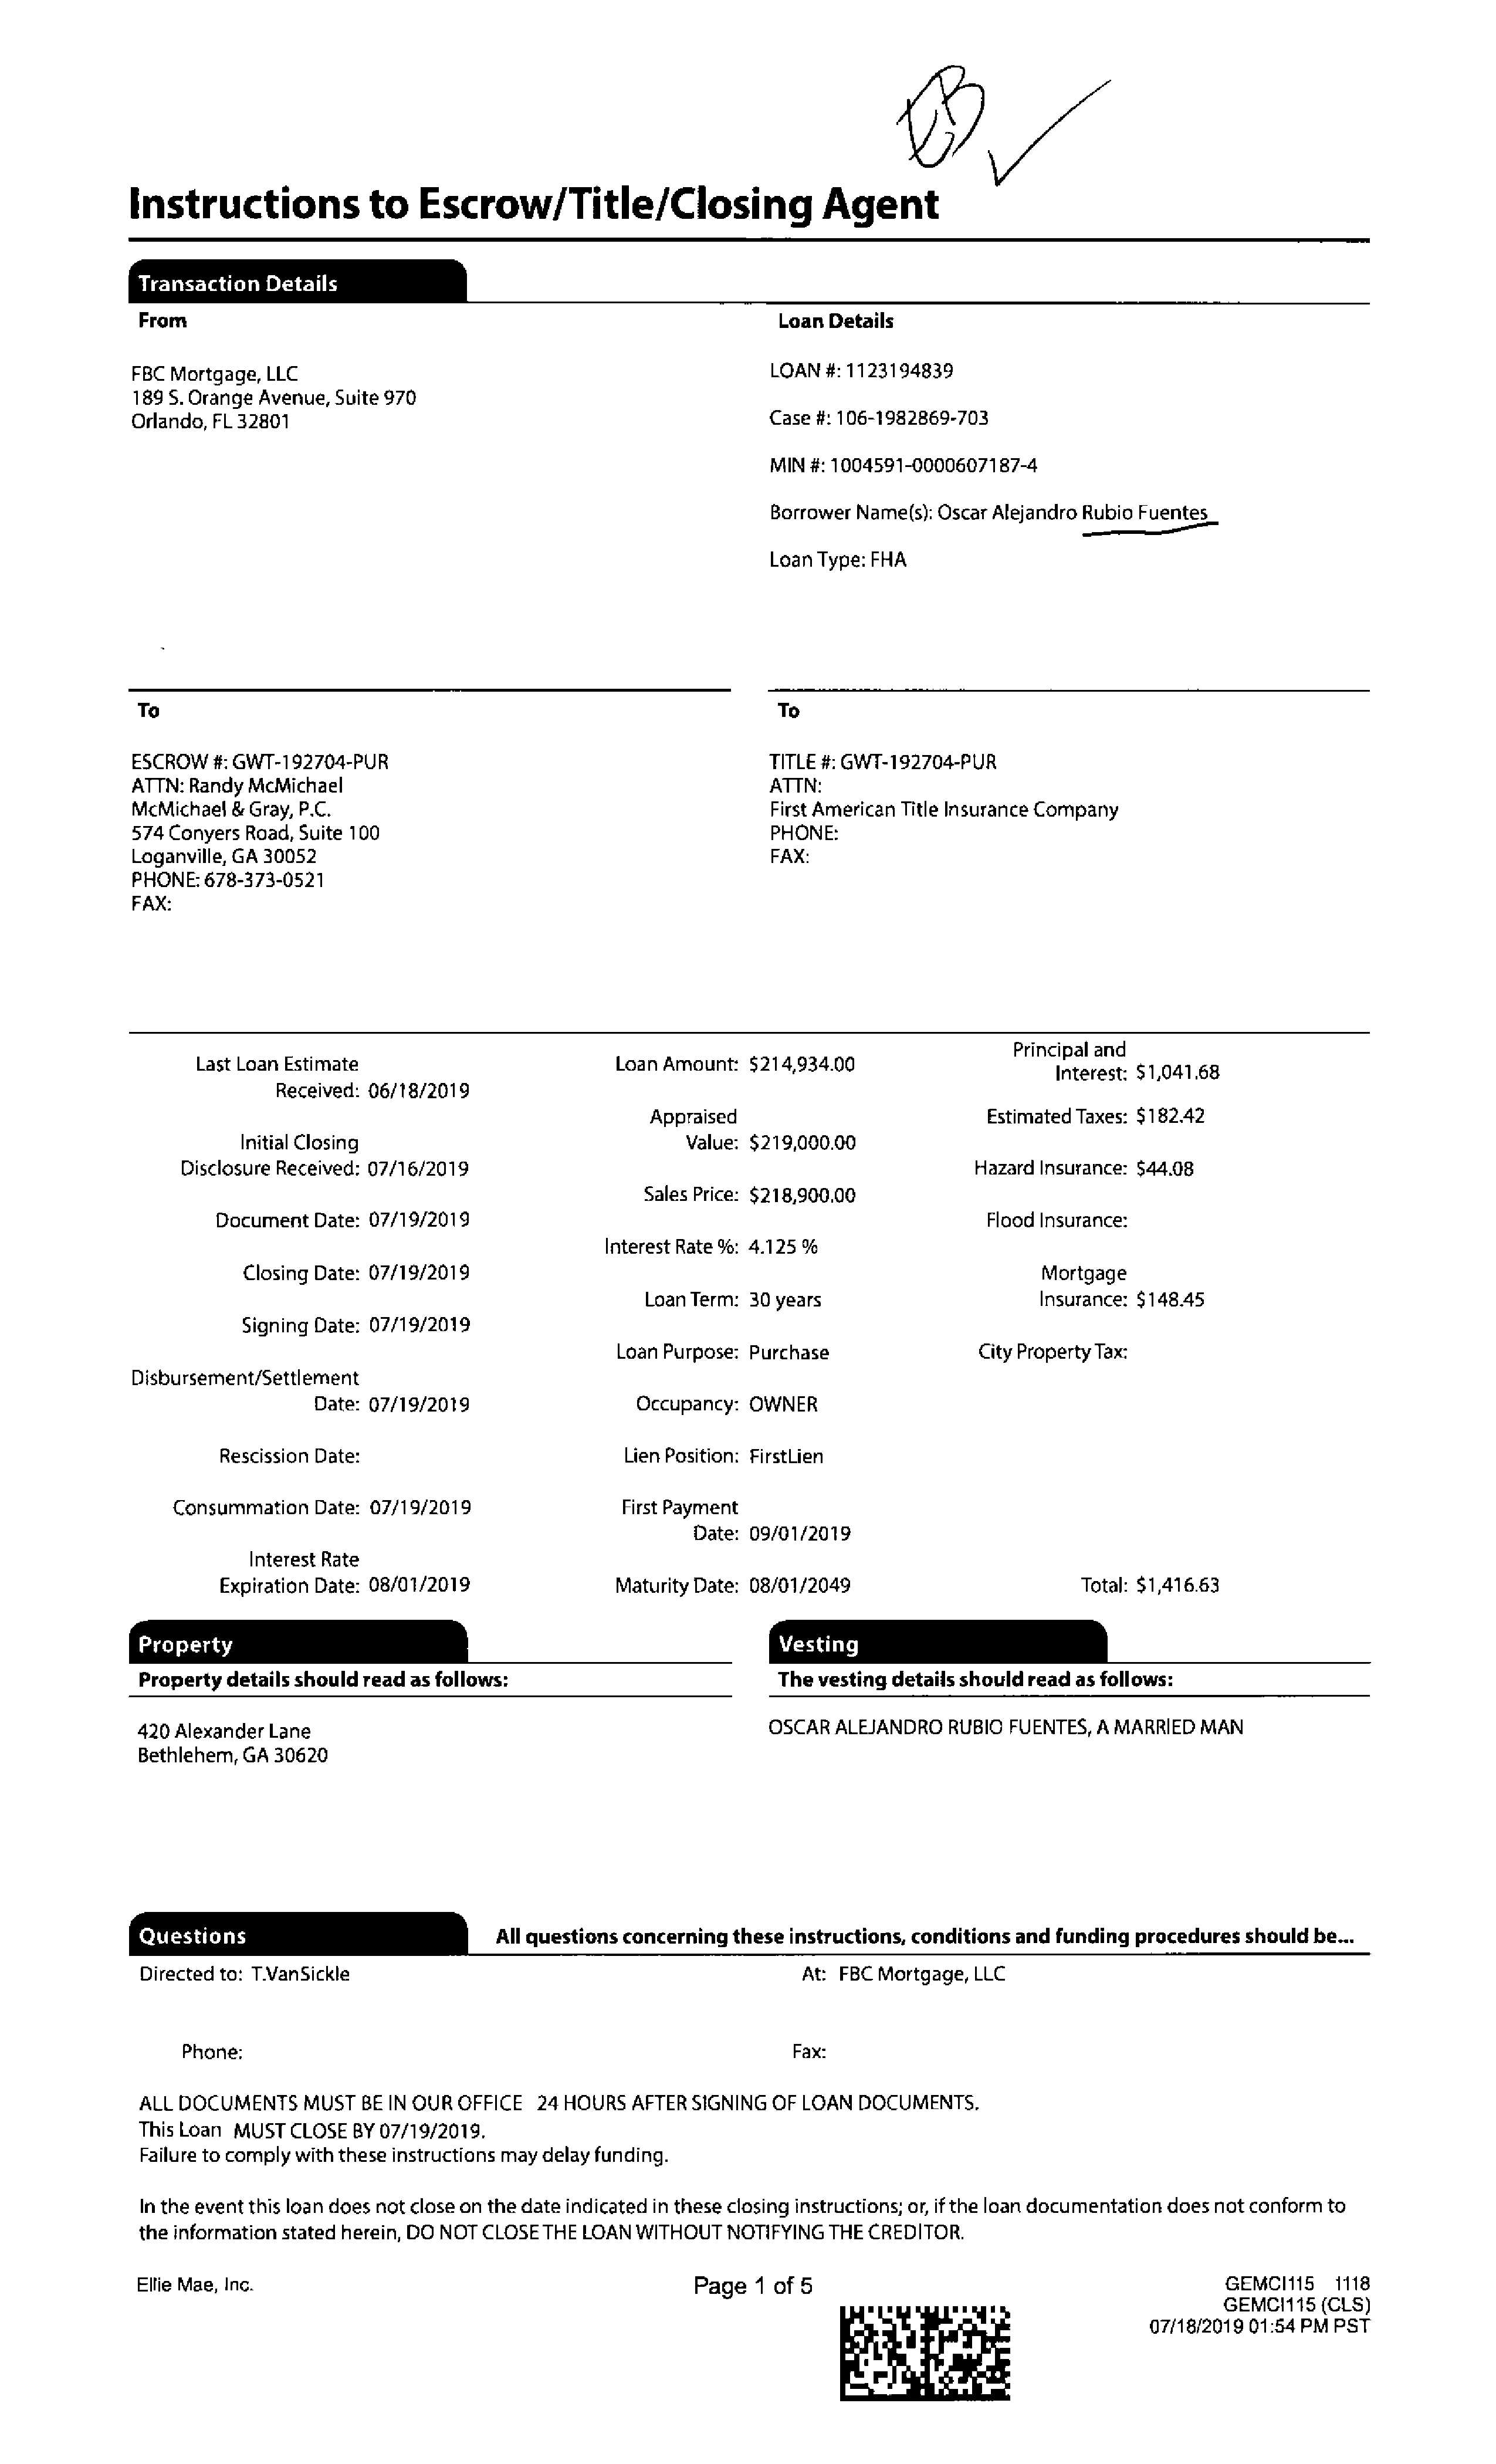 Instructions to Escrow/Title/Closing Agent
Transaction Details
From
FBC Mortgage, LLC
189 S. Orange Avenue, Suite 970
Orlando, FL 32801
Loan Details
LOAN #: 1123194839
Case #: 106-1982869-703
MIN #: 1004591-0000607187-4
Borrower Name(s): Oscar Alejandro Rubio Fuentes
Loan Type: FHA
To
ESCROW #: GWT-192704-PUR
ATTN: Randy McMichael
McMichael & Gray, P.C.
574 Conyers Road, Suite 100
Loganville, GA 30052
PHONE: 678-373-0521
FAX:
To
TITLE #: GWT-192704-PUR
ATTN:
First American Title Insurance Company
PHONE:
FAX:
Last Loan Estimate
Received: 06/18/2019
Initial Closing
Disclosure Received: 07/16/2019
Document Date: 07/19/2019
Closing Date: 07/19/2019
Signing Date: 07/19/2019
Disbursement/Settlement
Date: 07/19/2019
Rescission Date:
Consummation Date: 07/19/2019
Interest Rate
Expiration Date: 08/01/2019
Loan Amount: $214,934.00
Appraised
Value: $219,000.00
Sales Price: $218,900.00
Interest Rate %: 4.125 %
Loan Term: 30 years
Loan Purpose: Purchase
Occupancy: OWNER
Lien Position: FirstLien
First Payment
Date: 09/01/2019
Maturity Date: 08/01/2049
Principal and
Interest: $1,041.68
Estimated Taxes: $182.42
Hazard Insurance: $44.08
Flood Insurance:
Mortgage
Insurance: $148.45
City Property Tax:
Total: $1,416.63
Property
Property details should read as follows:
420 Alexander Lane
Bethlehem, GA 30620
Vesting
The vesting details should read as follows:
OSCAR ALEJANDRO RUBIO FUENTES, A MARRIED MAN
Questions
All questions concerning these instructions, conditions and funding procedures should be...
Directed to: T.VanSickle
At: FBC Mortgage, LLC
Phone:
Fax:
ALL DOCUMENTS MUST BE IN OUR OFFICE 24 HOURS AFTER SIGNING OF LOAN DOCUMENTS.
This Loan MUST CLOSE BY 07/19/2019.
Failure to comply with these instructions may delay funding.
In the event this loan does not close on the date indicated in these closing instructions; or, if the loan documentation does not conform to
the information stated herein, DO NOT CLOSE THE LOAN WITHOUT NOTIFYING THE CREDITOR.
Ellie Mae, Inc.
Page 1 of 5
GEMCI115 1118
GEMCI115 (CLS)
07/18/2019 01:54 PM PST